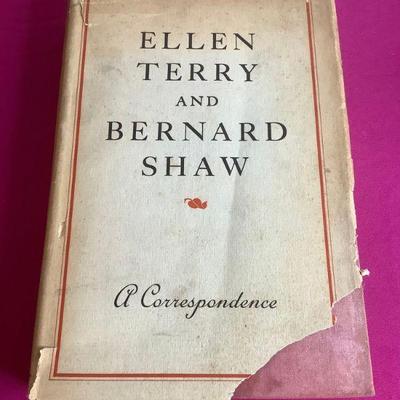 ELLEN
TERRY
AND
BERNARD
SHAW
A Correspondence